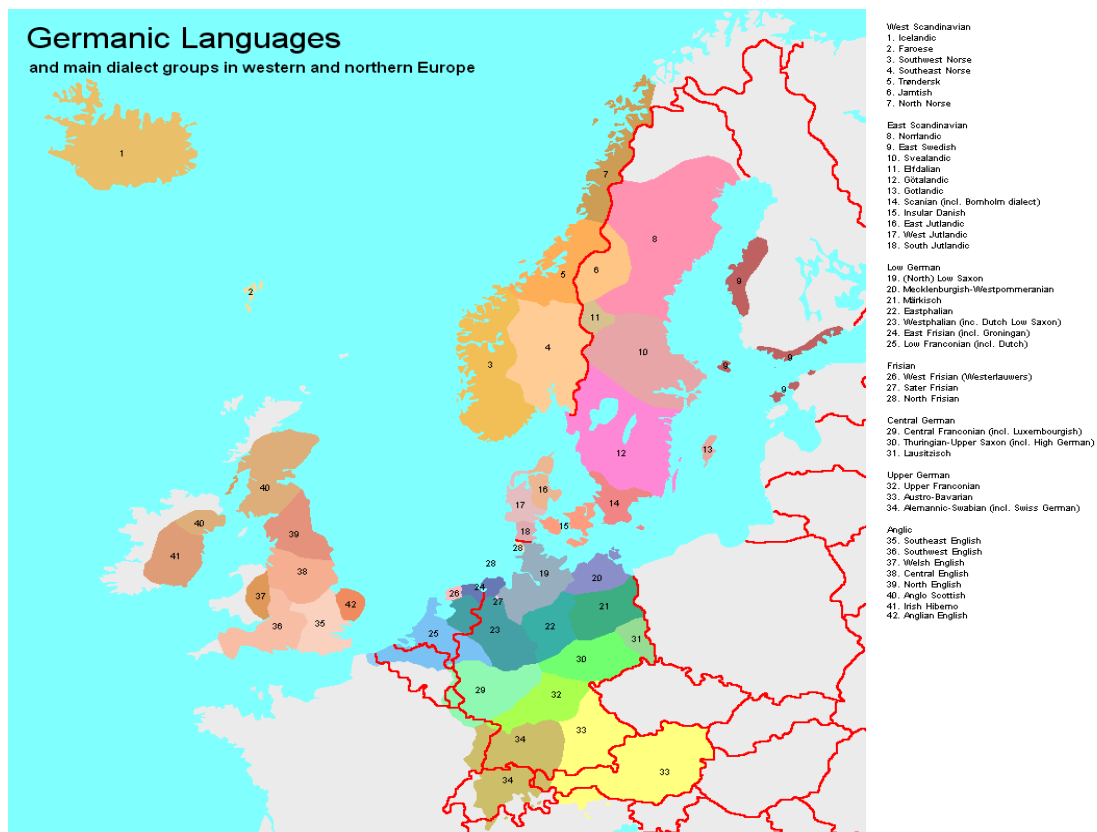 Germanic Languages
and main dialect groups in western and northern Europe
West Scandinavian
1. Icelandic
2. Faroese
3. Southwest Norse
4. Southeast Norse
5. Trøndersk
6. Jamtish
7. North Norse
East Scandinavian
8. Norrlandic
9. East Swedish
10. Svealandic
11. Elfdalian
12. Götalandic
13. Gotlandic
14. Scanian (incl. Bornholm dialect)
15. Insular Danish
16. East Jutlandic
17. West Jutlandic
18. South Jutlandic
Low German
19. (North) Low Saxon
20. Mecklenburgish-Westpommeranian
21. Märkisch
22. Eastphalian
23. Westphalian (inc. Dutch Low Saxon)
24. East Frisian (incl. Groningan)
25. Low Franconian (incl. Dutch)
Frisian
26. West Frisian (Westerlauwers)
27. Sater Frisian
28. North Frisian
Central German
29. Central Franconian (incl. Luxembourgish)
30. Thuringian-Upper Saxon (incl. High German)
31. Lausitzisch
Upper German
32. Upper Franconian
33. Austro-Bavarian
34. Alemannic-Swabian (incl. Swiss German)
Anglic
35. Southeast English
36. Southwest English
37. Welsh English
38. Central English
39. North English
40. Anglo Scottish
41. Irish Hiberno
42. Anglian English
1
7
8
2
5
6
9
11
4
3
10
9
9
9
12
13
16
17
14
15
18
40
40
39
41
28
28
38
19
20
24
26
27
37
42
21
36
35
25
23
22
31
30
29
32
33
34
33
34